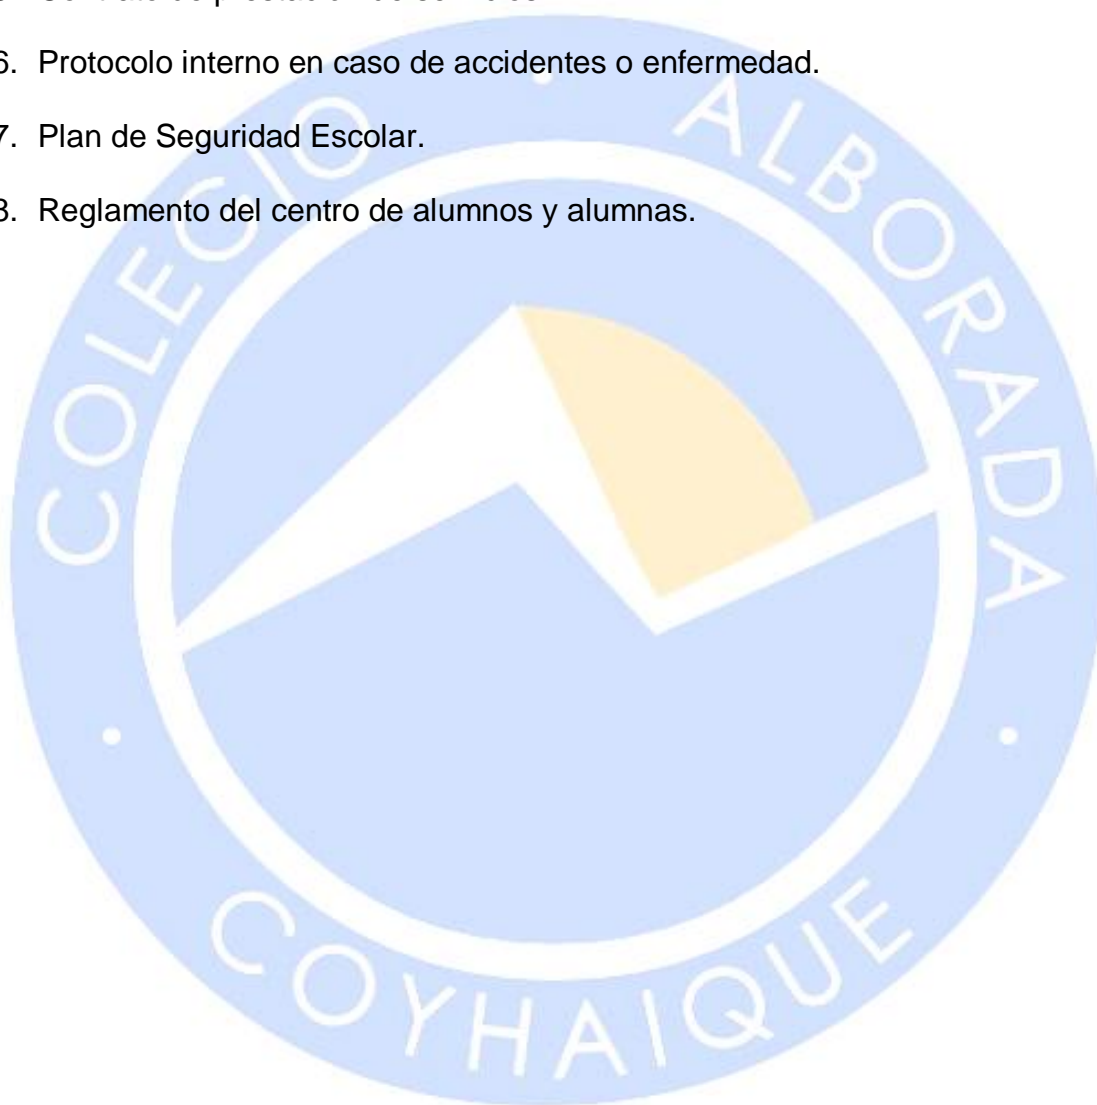 6. Protocolo interno en caso de accidentes o enfermedad.
7. Plan de Seguridad Escolar.
8. Reglamento del centro de alumnos y alumnas.
COLEGIO ALBORADA
COYHAIQUE